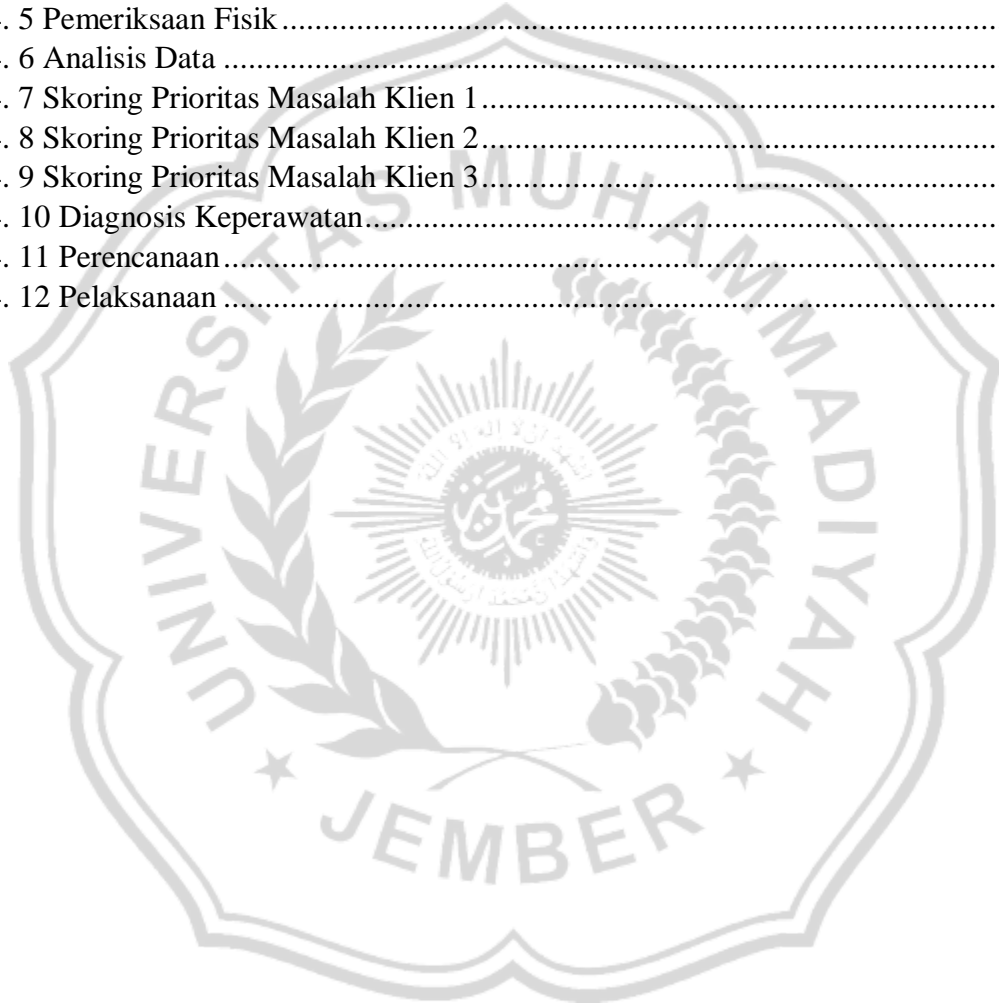 . 5 Pemeriksaan Fisik
. 6 Analisis Data
. 7 Skoring Prioritas Masalah Klien 1
. 8 Skoring Prioritas Masalah Klien 2
. 9 Skoring Prioritas Masalah Klien 3
. 10 Diagnosis Keperawatan
. 11 Perencanaan
. 12 Pelaksanaan
UNIVERSITAS MUHAMMADIYAH
JEMBER